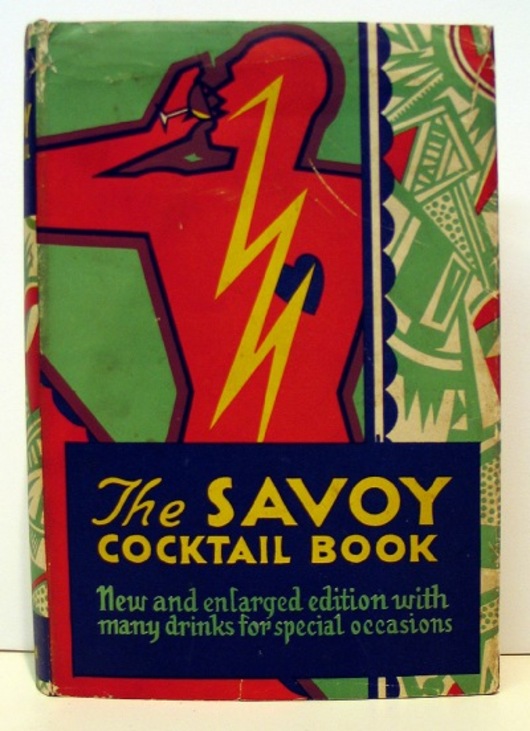 The SAVOY
COCKTAIL BOOK
New and enlarged edition with
many drinks for special occasions